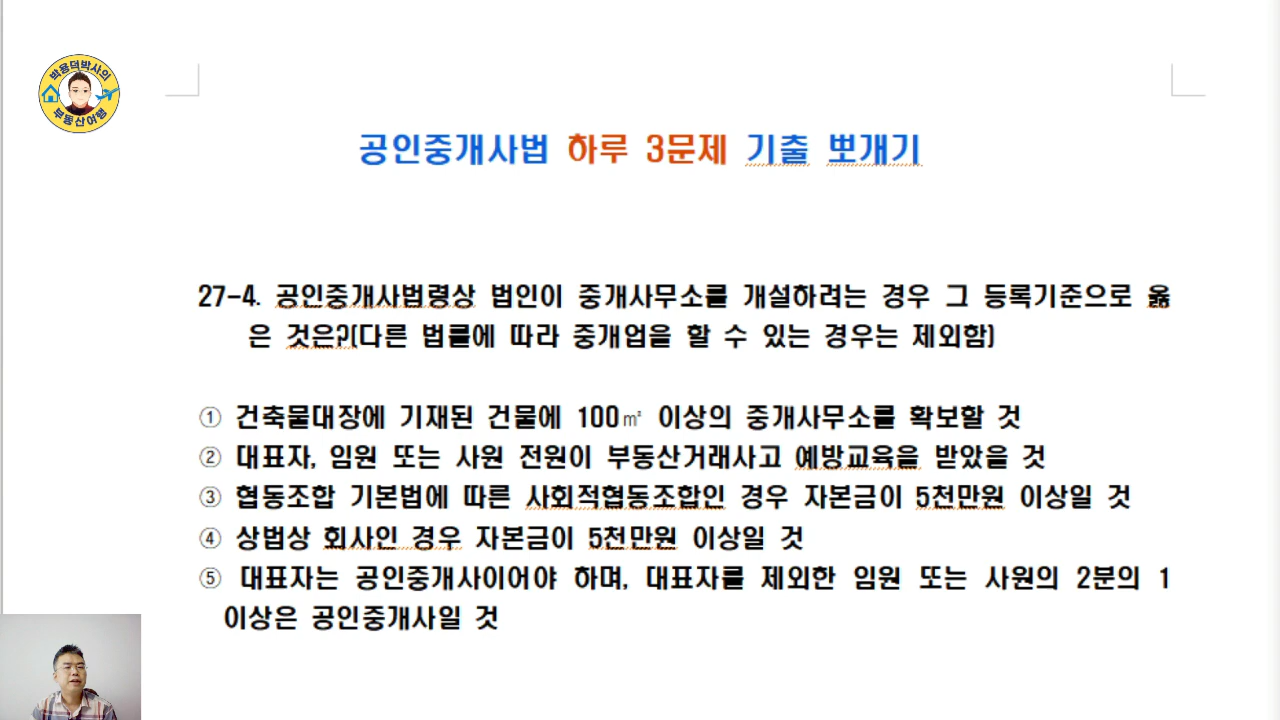 박용덕박사의
부동산여행
공인중개사법 하루 3문제 기출 뽀개기
27-4. 공인중개사법령상 법인이 중개사무소를 개설하려는 경우 그 등록기준으로 옳
은 것은?(다른 법률에 따라 중개업을 할 수 있는 경우는 제외함)
① 건축물대장에 기재된 건물에 100㎡ 이상의 중개사무소를 확보할 것
② 대표자, 임원 또는 사원 전원이 부동산거래사고 예방교육을 받았을 것
③ 협동조합 기본법에 따른 사회적협동조합인 경우 자본금이 5천만원 이상일 것
④ 상법상 회사인 경우 자본금이 5천만원 이상일 것
⑤ 대표자는 공인중개사이어야 하며, 대표자를 제외한 임원 또는 사원의 2분의 1
이상은 공인중개사일 것